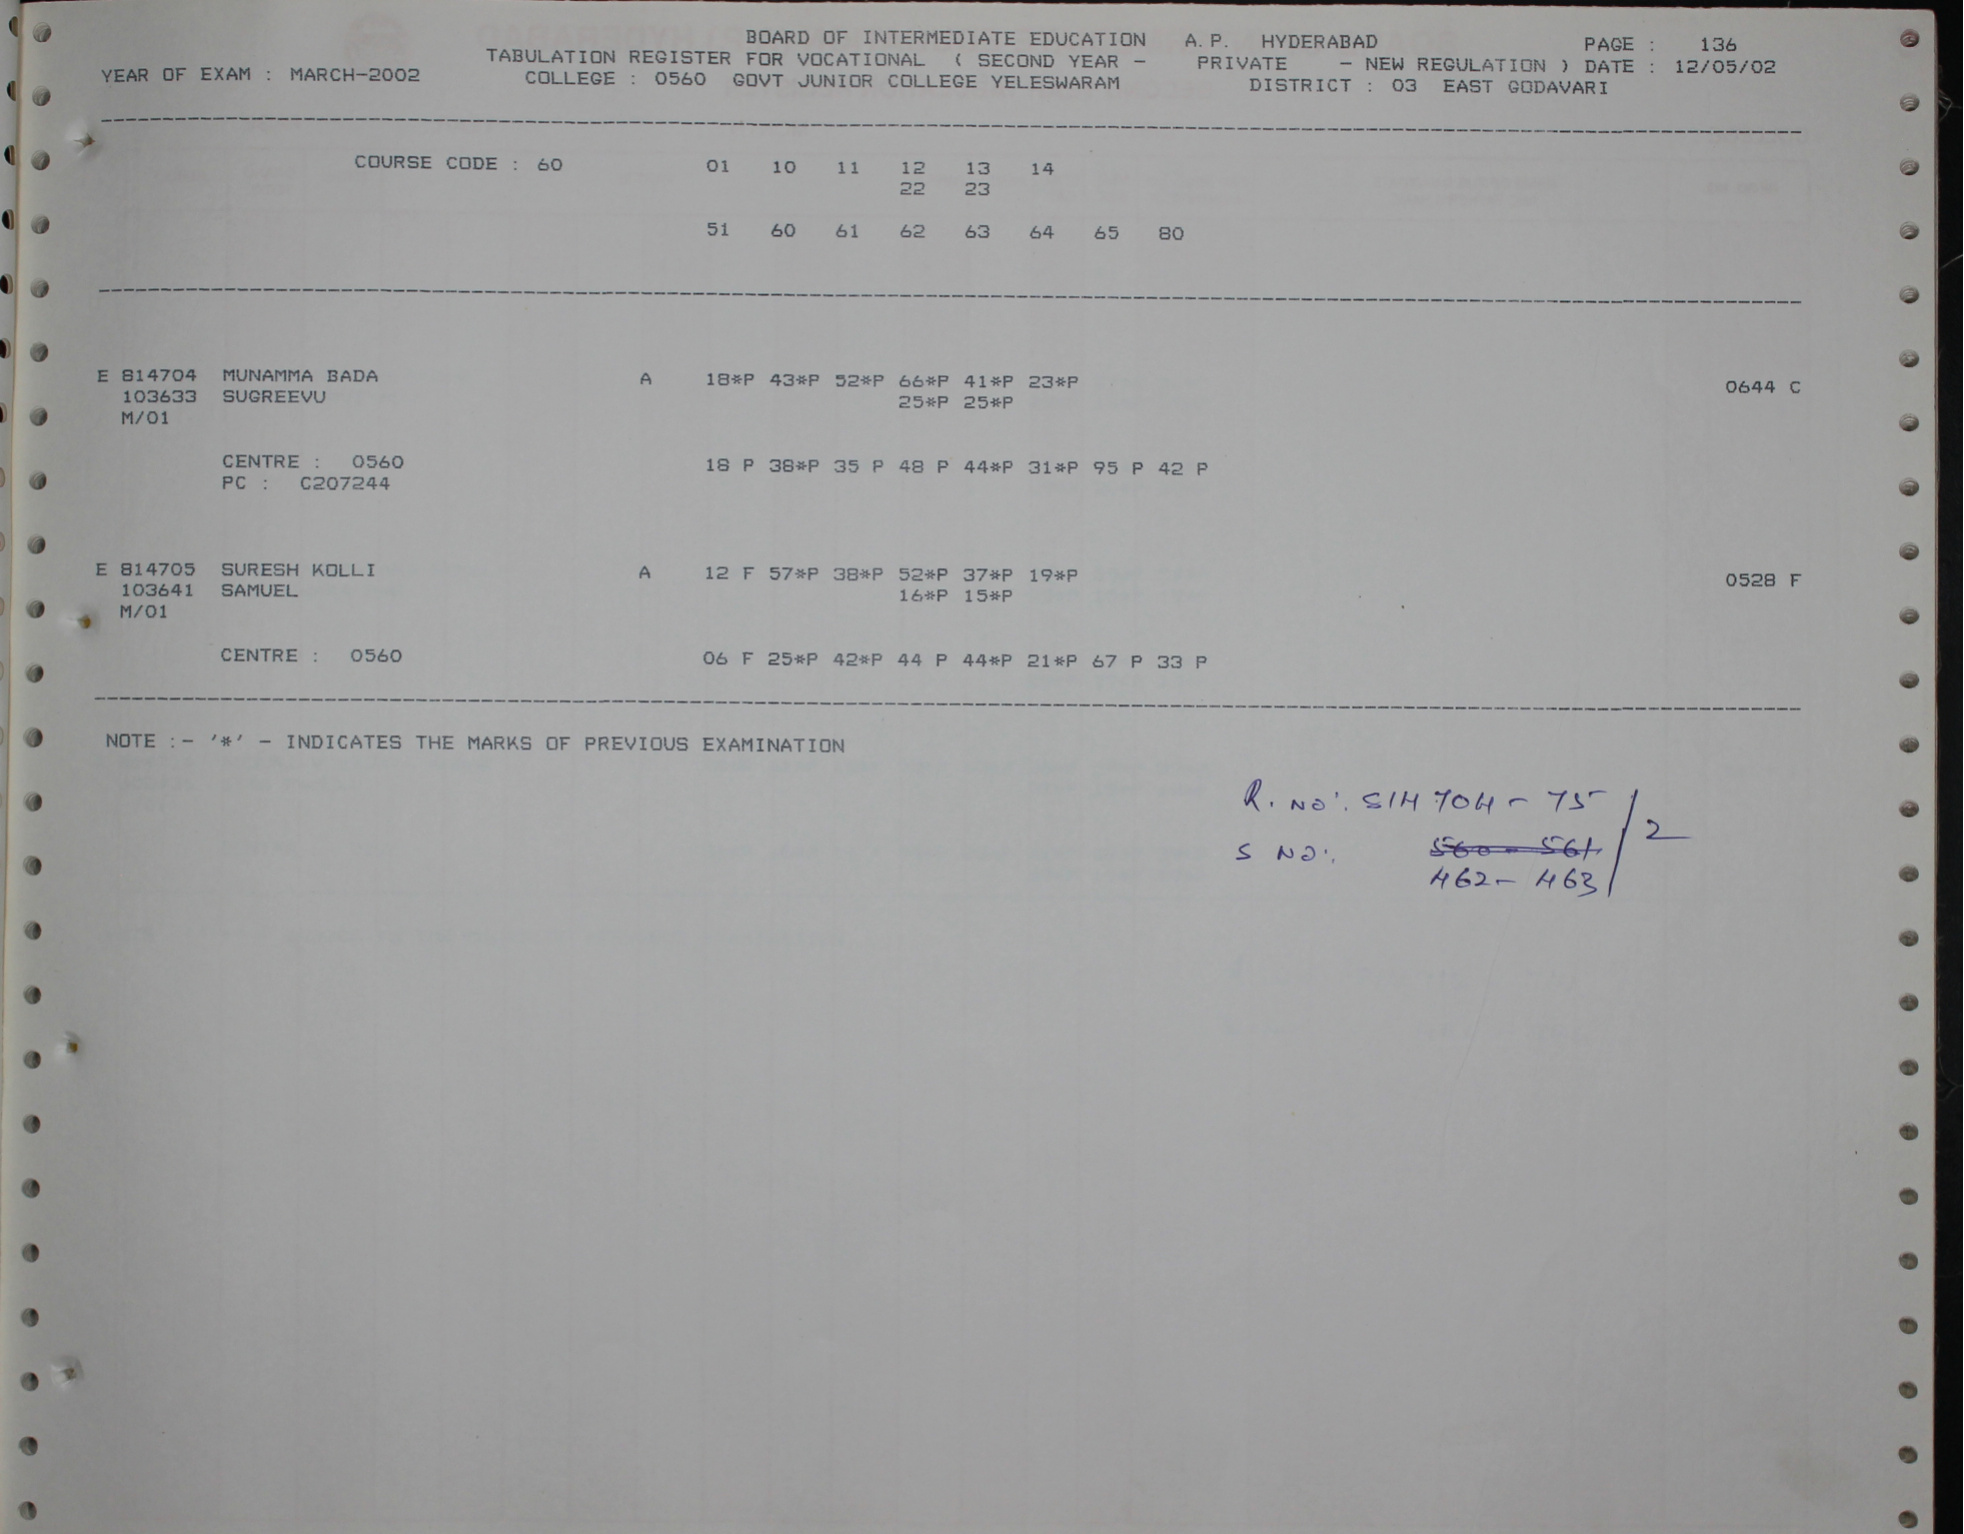 BOARD OF INTERMEDIATE EDUCATION A.P. HYDERABAD PAGE : 136
TABULATION REGISTER FOR VOCATIONAL ( SECOND YEAR - PRIVATE - NEW REGULATION ) DATE : 12/05/02
YEAR OF EXAM : MARCH-2002 COLLEGE : 0560 GOVT JUNIOR COLLEGE YELESWARAM DISTRICT : 03 EAST GODAVARI
COURSE CODE : 60 01 10 11 12 13 14
22 23
51 60 61 62 63 64 65 80
E 814704 MUNAMMA BADA A 18*P 43*P 52*P 66*P 41*P 23*P 0644 C
103633 SUGREEVU 25*P 25*P
M/01
CENTRE : 0560 18 P 38*P 35 P 48 P 44*P 31*P 95 P 42 P
PC : C207244
E 814705 SURESH KOLLI A 12 F 57*P 38*P 52*P 37*P 19*P 0528 F
103641 SAMUEL 16*P 15*P
M/01
CENTRE : 0560 06 F 25*P 42*P 44 P 44*P 21*P 67 P 33 P
NOTE :- '*' - INDICATES THE MARKS OF PREVIOUS EXAMINATION
R. No: 814704 - 75 / 2
S No: 560 - 561
462 - 463